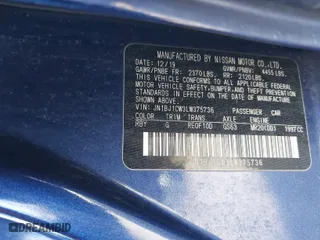 MANUFACTURED BY NISSAN MOTOR CO.,LTD.
DATE: 12/19 GVWR/PNBV: 4455 LBS.
GAWR/PNBE FR: 2370 LBS. RR: 2120 LBS.
THIS VEHICLE CONFORMS TO ALL APPLICABLE FEDERAL
MOTOR VEHICLE SAFETY, BUMPER, AND THEFT PREVENTION
STANDARDS IN EFFECT ON THE DATE OF MANUFACTURE
SHOWN ABOVE.
VIN: JN1BJ1CW3LW375736 PASSENGER CAR
COLOR TRIM TRANS AXLE ENGINE
RBY G RE0F10D GS63 MR20(DD) 1997CC